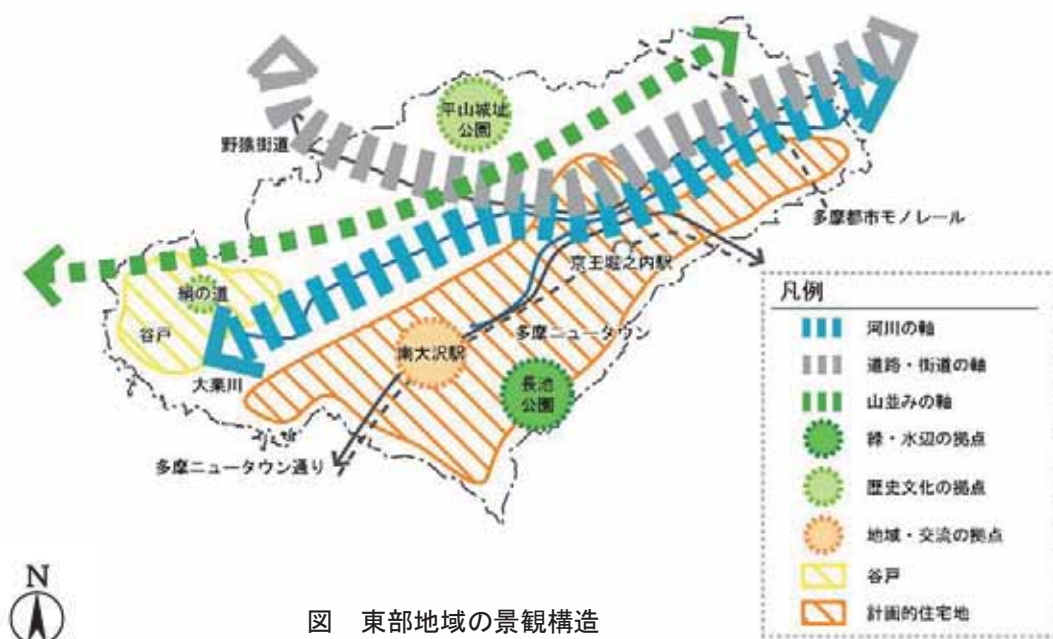 平山城址
公園
野猿街道
多摩都市モノレール
京王堀之内駅
絹の道
谷戸
多摩ニュータウン
南大沢駅
大栗川
長池
公園
多摩ニュータウン通り
凡例
河川の軸
道路・街道の軸
山並みの軸
緑・水辺の拠点
歴史文化の拠点
地域・交流の拠点
谷戸
計画的住宅地
N
図 東部地域の景観構造